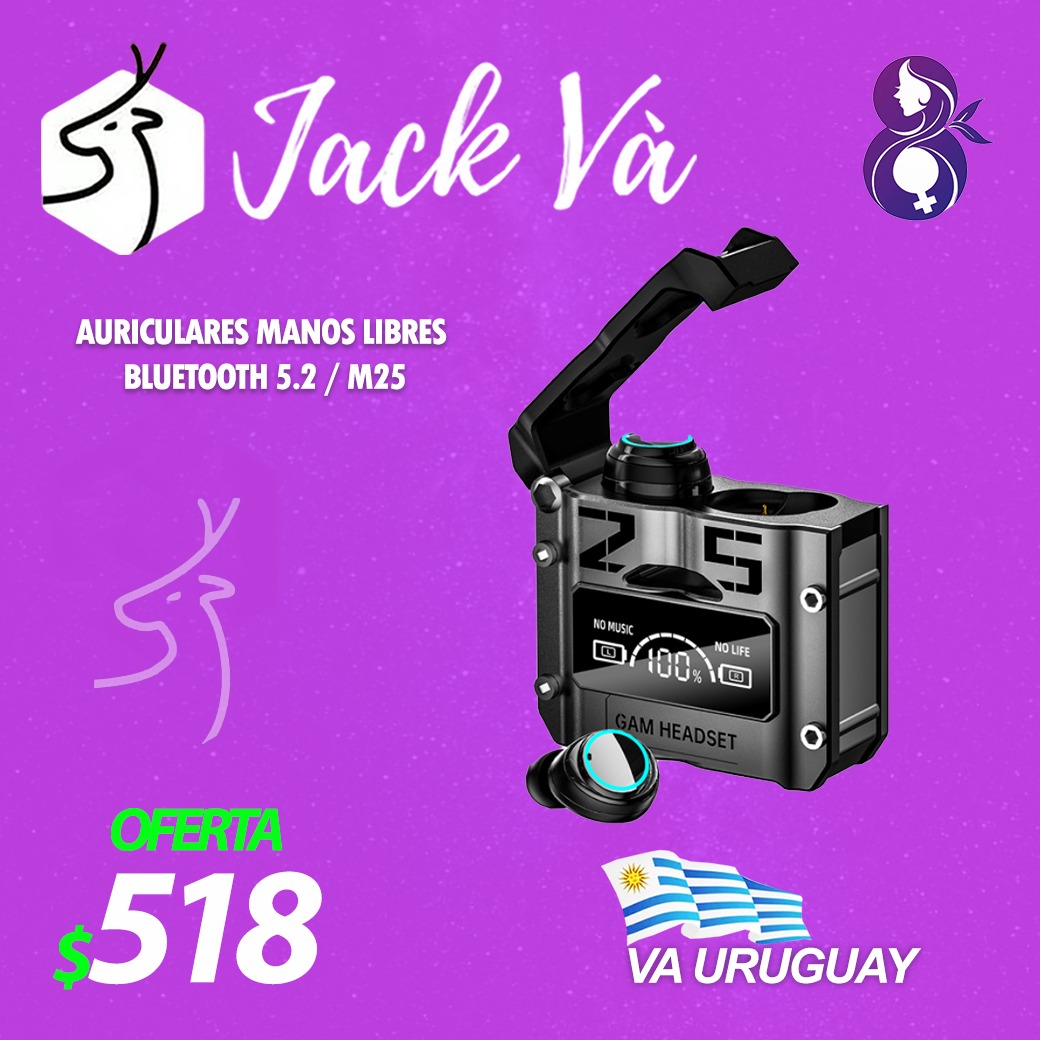 Jack Và
AURICULARES MANOS LIBRES
BLUETOOTH 5.2 / M25
25
NO MUSIC
NO LIFE
L
100%
R
GAM HEADSET
OFERTA
$518
VA URUGUAY